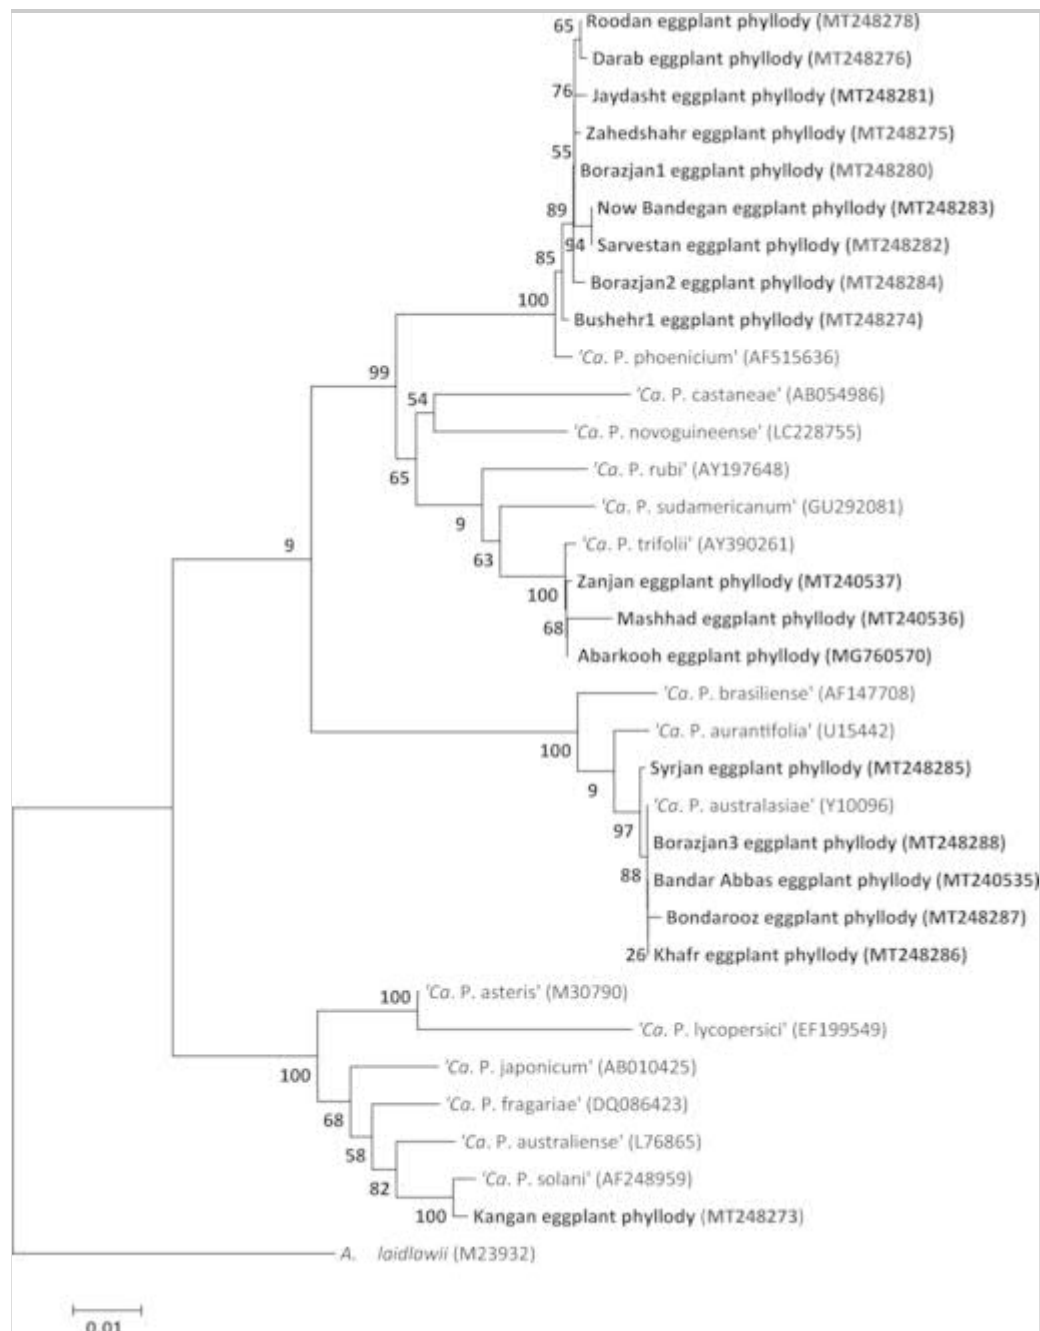 65
Roodan eggplant phyllody (MT248278)
Darab eggplant phyllody (MT248276)
76
Jaydasht eggplant phyllody (MT248281)
Zahedshahr eggplant phyllody (MT248275)
55
Borazjan1 eggplant phyllody (MT248280)
89
Now Bandegan eggplant phyllody (MT248283)
94
Sarvestan eggplant phyllody (MT248282)
85
Borazjan2 eggplant phyllody (MT248284)
100
Bushehr1 eggplant phyllody (MT248274)
'Ca. P. phoenicium' (AF515636)
99
'Ca. P. castaneae' (AB054986)
54
'Ca. P. novoguineense' (LC228755)
65
'Ca. P. rubi' (AY197648)
'Ca. P. sudamericanum' (GU292081)
9
'Ca. P. trifolii' (AY390261)
9
63
Zanjan eggplant phyllody (MT240537)
100
Mashhad eggplant phyllody (MT240536)
68
Abarkooh eggplant phyllody (MG760570)
'Ca. P. brasiliense' (AF147708)
'Ca. P. aurantifolia' (U15442)
100
Syrjan eggplant phyllody (MT248285)
9
'Ca. P. australasiae' (Y10096)
97
Borazjan3 eggplant phyllody (MT248288)
88
Bandar Abbas eggplant phyllody (MT240535)
Bondarooz eggplant phyllody (MT248287)
26
Khafr eggplant phyllody (MT248286)
100
'Ca. P. asteris' (M30790)
'Ca. P. lycopersici' (EF199549)
100
'Ca. P. japonicum' (AB010425)
'Ca. P. fragariae' (DQ086423)
68
'Ca. P. australiense' (L76865)
58
'Ca. P. solani' (AF248959)
82
100
Kangan eggplant phyllody (MT248273)
A. laidlawii (M23932)
0.01